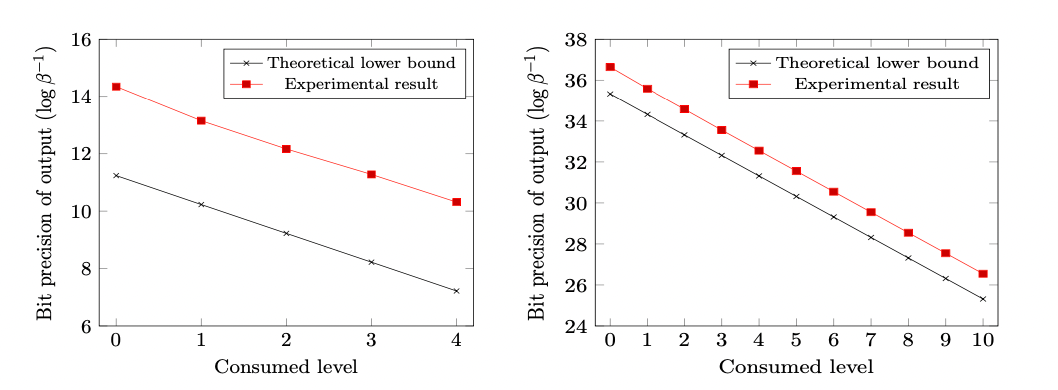 Bit precision of output (log β⁻¹)
16
14
12
10
8
6
Theoretical lower bound
Experimental result
0 1 2 3 4
Consumed level
Bit precision of output (log β⁻¹)
38
36
34
32
30
28
26
24
Theoretical lower bound
Experimental result
0 1 2 3 4 5 6 7 8 9 10
Consumed level